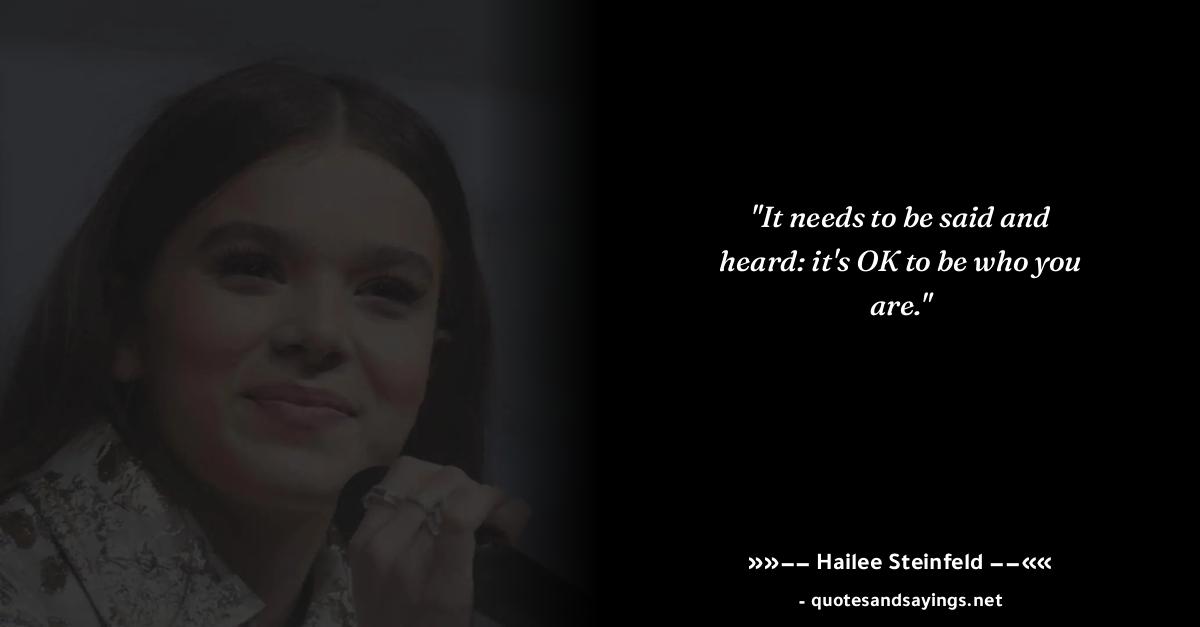 "It needs to be said and
heard: it's OK to be who you
are."
»»−− Hailee Steinfeld −−««
- quotesandsayings.net